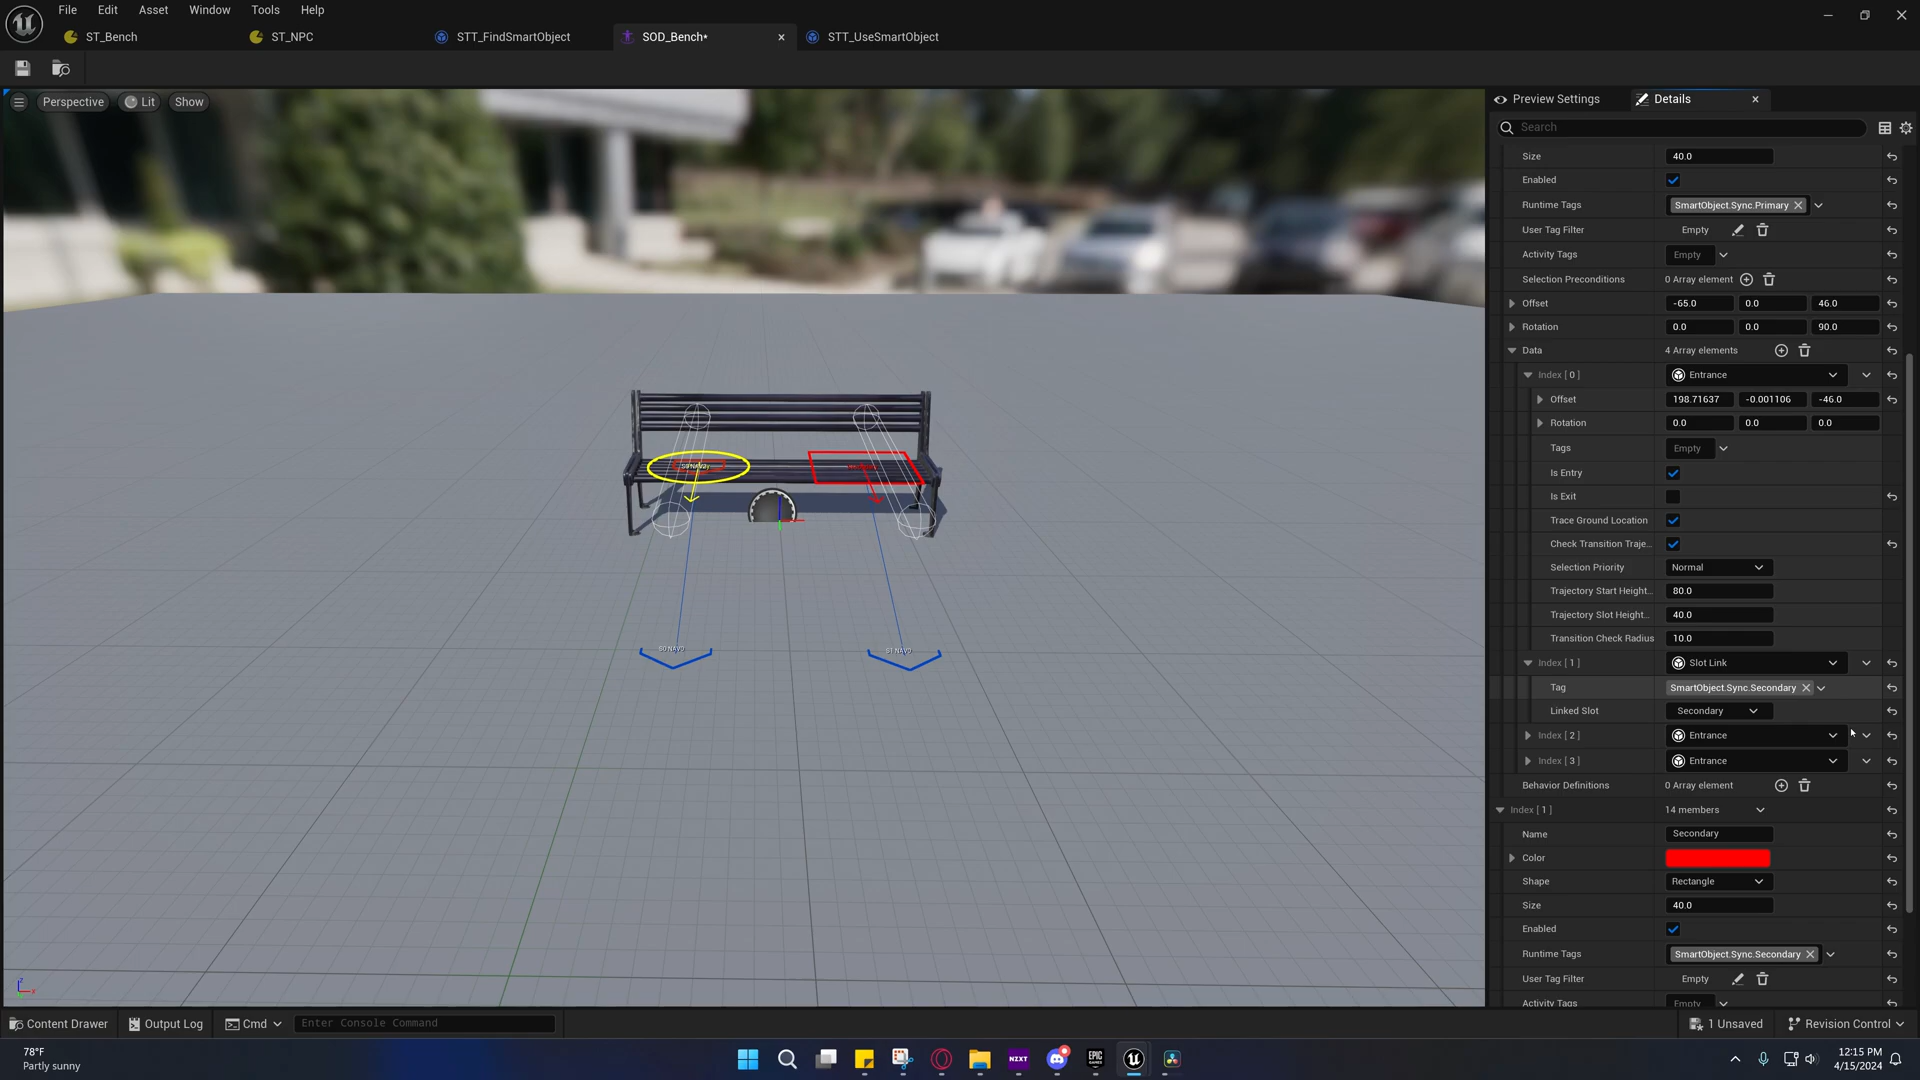 File Edit Asset Window Tools Help
ST_Bench ST_NPC STT_FindSmartObject SOD_Bench* STT_UseSmartObject
Perspective Lit Show
Preview Settings Details
Search
Size 40.0
Enabled
Runtime Tags SmartObject.Sync.Primary
User Tag Filter Empty
Activity Tags Empty
Selection Preconditions 0 Array element
Offset -65.0 0.0 46.0
Rotation 0.0 0.0 90.0
Data 4 Array elements
Index [ 0 ] Entrance
Offset 198.71637 -0.001106 -46.0
Rotation 0.0 0.0 0.0
Tags Empty
Is Entry
Is Exit
Trace Ground Location
Check Transition Traje...
Selection Priority Normal
Trajectory Start Height... 80.0
Trajectory Slot Height... 40.0
Transition Check Radius 10.0
Index [ 1 ] Slot Link
Tag SmartObject.Sync.Secondary
Linked Slot Secondary
Index [ 2 ] Entrance
Index [ 3 ] Entrance
Behavior Definitions 0 Array element
Index [ 1 ] 14 members
Name Secondary
Color
Shape Rectangle
Size 40.0
Enabled
Runtime Tags SmartObject.Sync.Secondary
User Tag Filter Empty
Activity Tags Empty
Content Drawer Output Log Cmd Enter Console Command 1 Unsaved Revision Control
78°F
Partly sunny
NZXT
EPIC GAMES
12:15 PM
4/15/2024